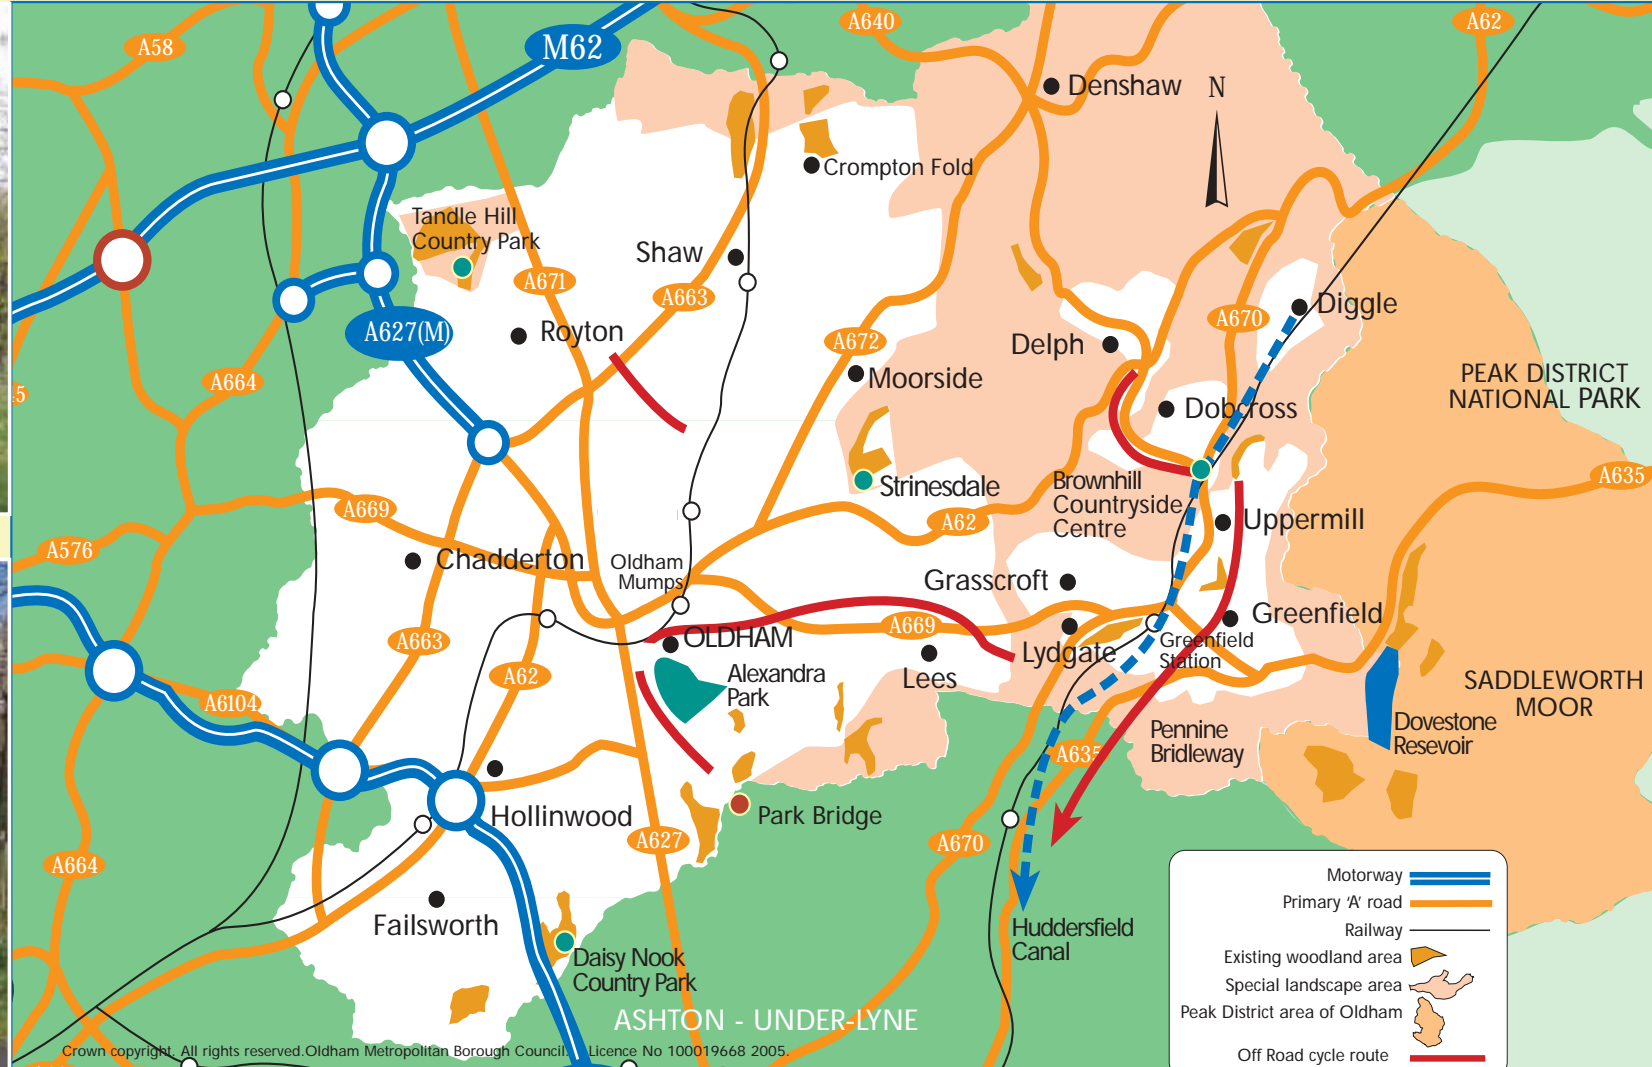 A58
M62
A640
A62
Denshaw
N
Crompton Fold
Tandle Hill
Country Park
Shaw
A671
A663
A670
Diggle
A627(M)
Royton
A672
Delph
Moorside
PEAK DISTRICT
NATIONAL PARK
A664
5
Dobcross
A635
A669
Strinesdale
A62
Brownhill
Countryside
Centre
Uppermill
A576
Chadderton
Oldham
Mumps
Grasscroft
Greenfield
A663
OLDHAM
A669
Lydgate
Greenfield
Station
A62
Alexandra
Park
Lees
SADDLEWORTH
MOOR
A6104
Dovestone
Resevoir
Pennine
Bridleway
A635
Hollinwood
Park Bridge
A627
A670
A664
Failsworth
Huddersfield
Canal
Daisy Nook
Country Park
ASHTON - UNDER-LYNE
Crown copyright. All rights reserved.Oldham Metropolitan Borough Council. Licence No 100019668 2005.
Motorway
Primary ‘A’ road
Railway
Existing woodland area
Special landscape area
Peak District area of Oldham
Off Road cycle route